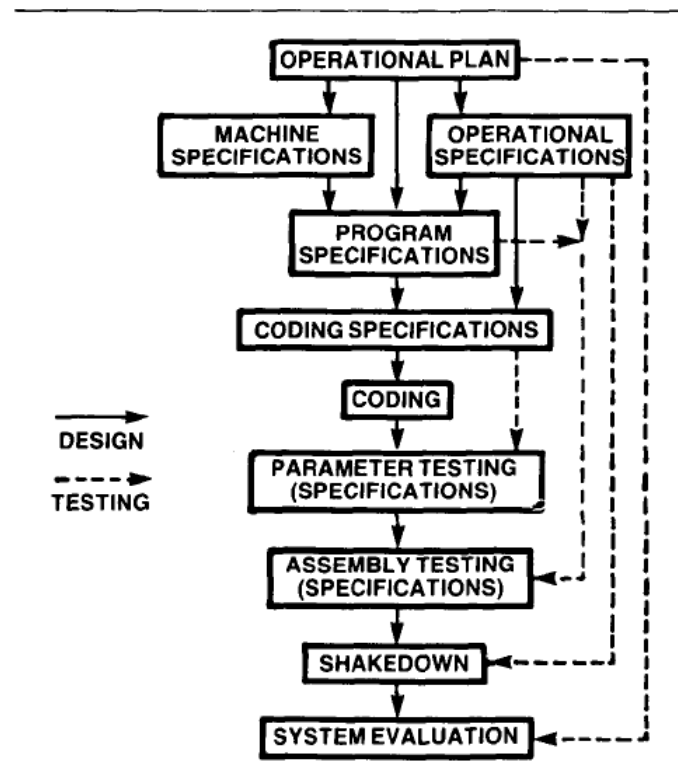 OPERATIONAL PLAN
MACHINE
SPECIFICATIONS
OPERATIONAL
SPECIFICATIONS
PROGRAM
SPECIFICATIONS
CODING SPECIFICATIONS
CODING
DESIGN
TESTING
PARAMETER TESTING
(SPECIFICATIONS)
ASSEMBLY TESTING
(SPECIFICATIONS)
SHAKEDOWN
SYSTEM EVALUATION